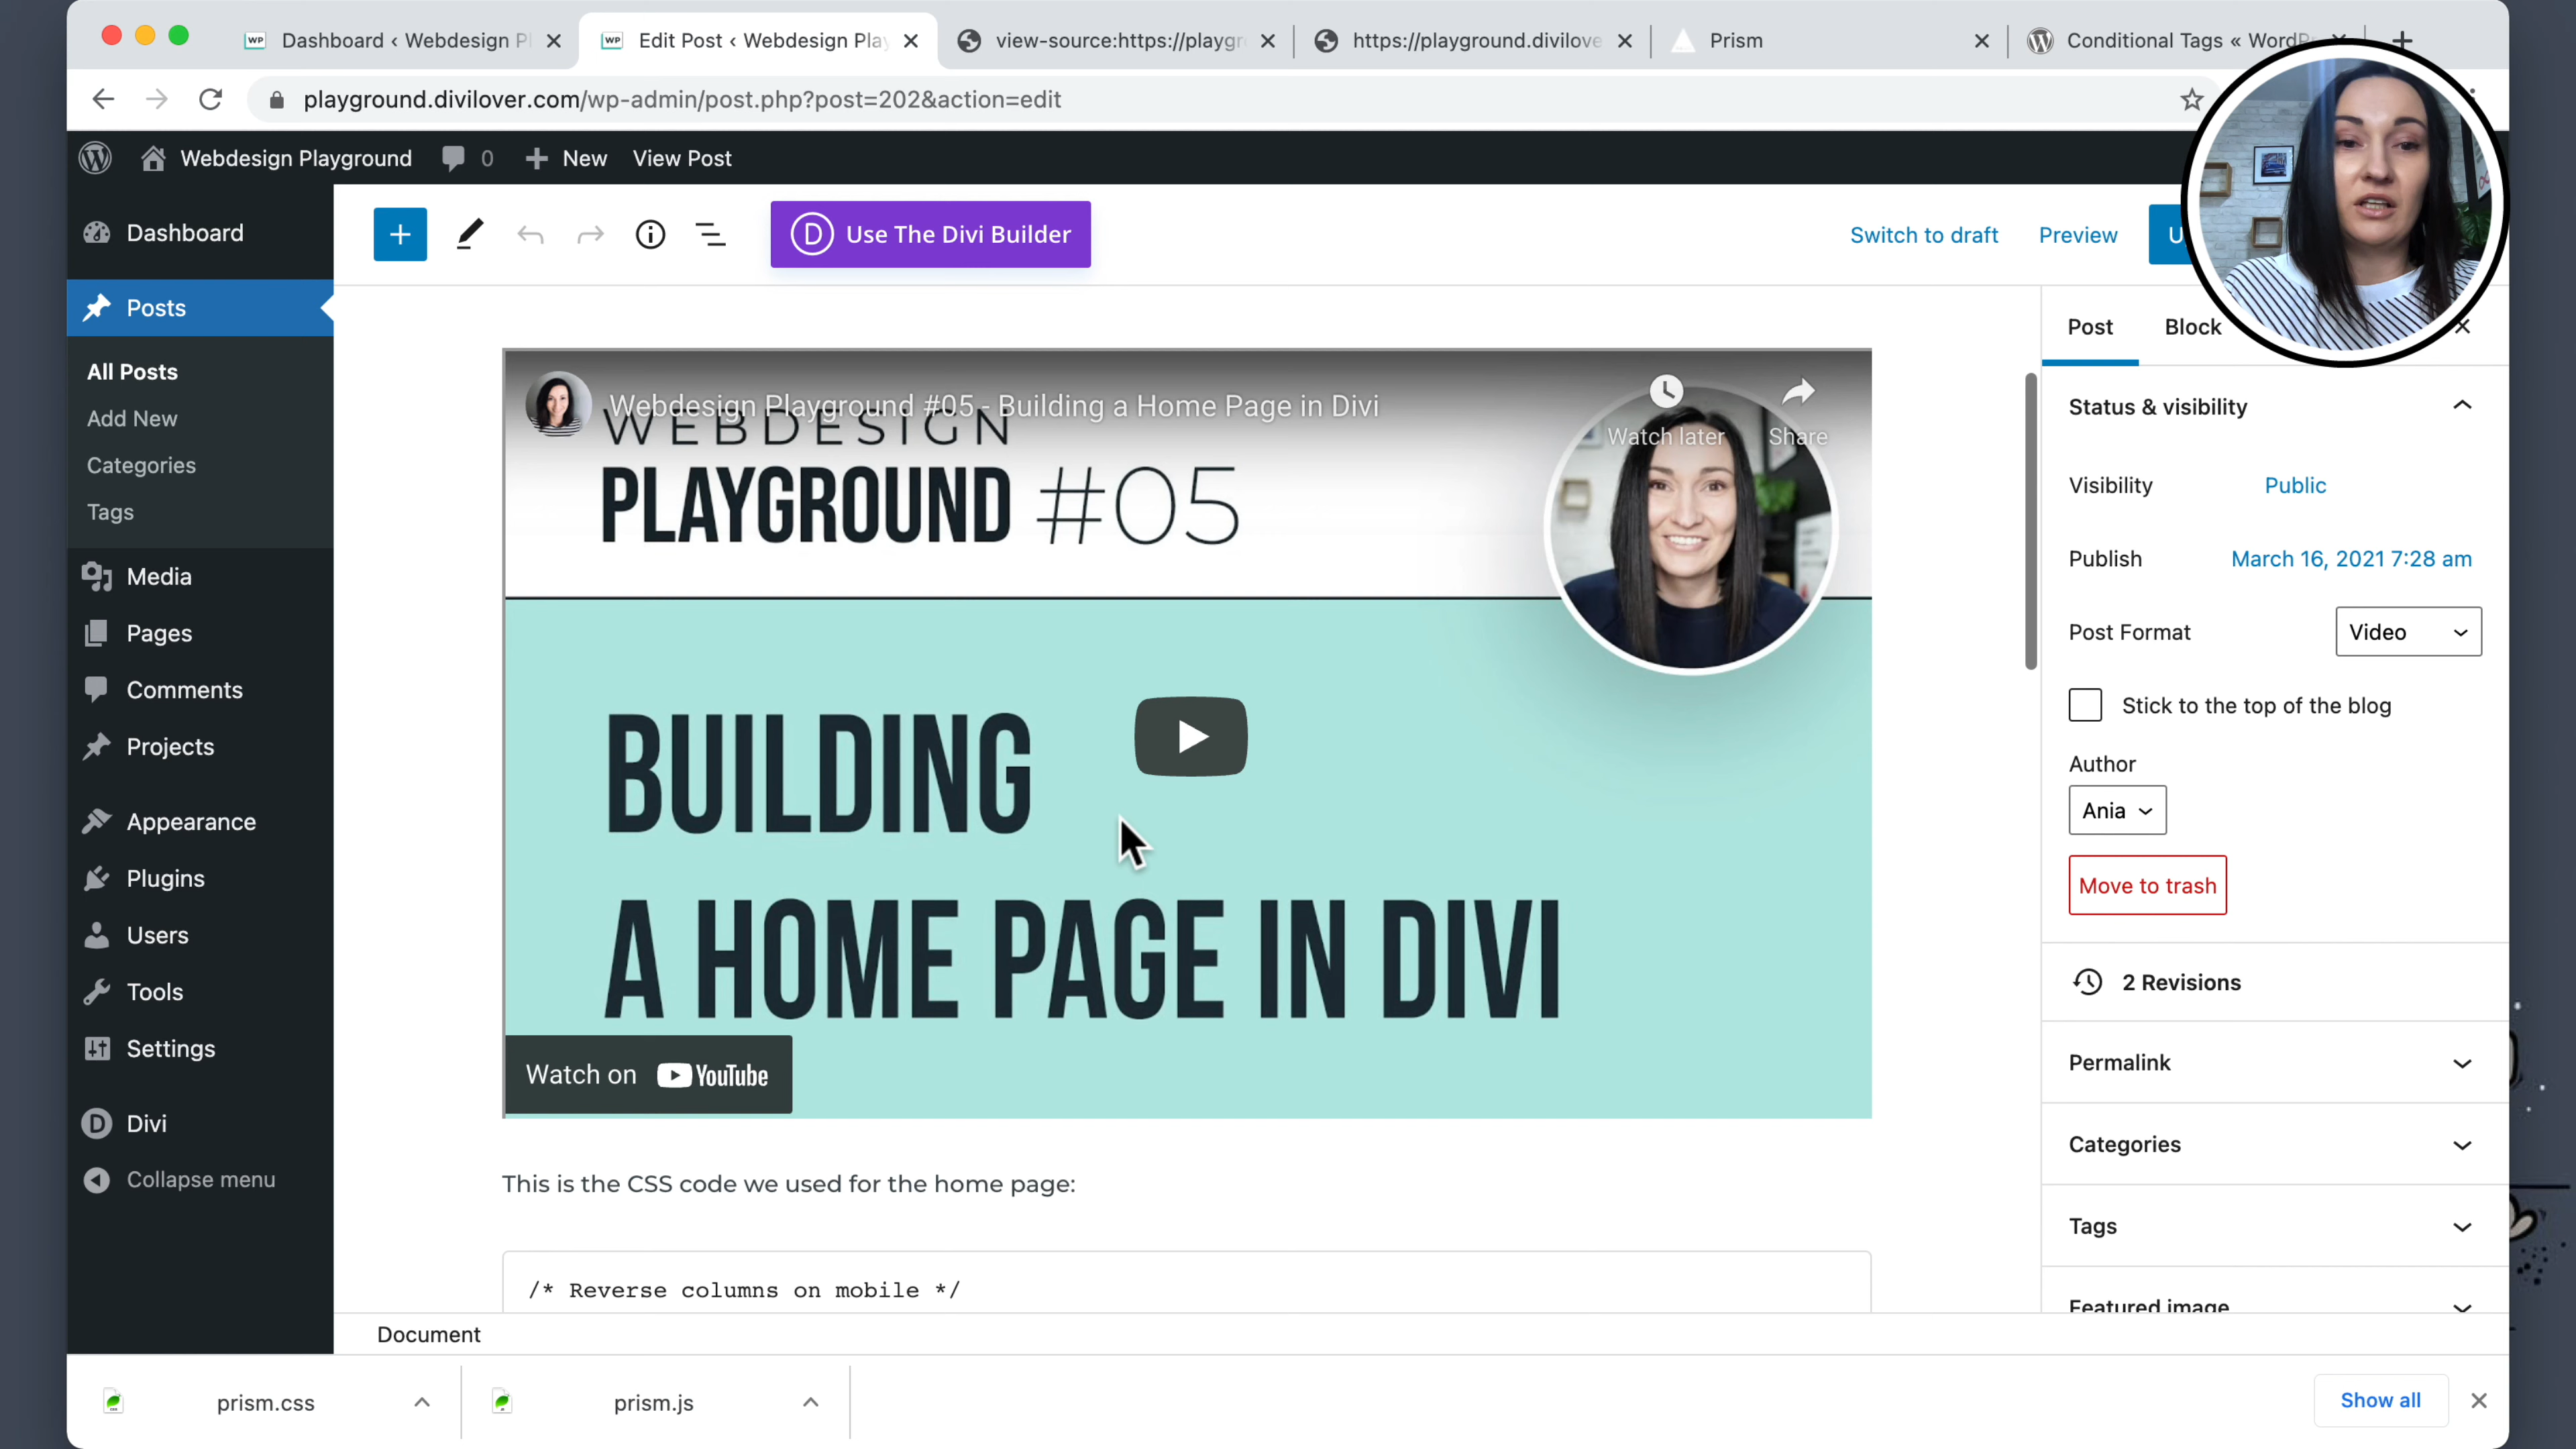 Dashboard ‹ Webdesign Pl
Edit Post ‹ Webdesign Play
view-source:https://playgr
https://playground.divilove
Prism
Conditional Tags « WordPr
playground.divilover.com/wp-admin/post.php?post=202&action=edit
Webdesign Playground
0
New
View Post
Dashboard
Use The Divi Builder
Switch to draft
Preview
U
Posts
All Posts
Add New
Categories
Tags
Media
Pages
Comments
Projects
Appearance
Plugins
Users
Tools
Settings
Divi
Collapse menu
Webdesign Playground #05 - Building a Home Page in Divi
Watch later
Share
WEBDESIGN
PLAYGROUND #05
BUILDING
A HOME PAGE IN DIVI
Watch on YouTube
This is the CSS code we used for the home page:
/* Reverse columns on mobile */
Document
Post
Block
Status & visibility
Visibility
Public
Publish
March 16, 2021 7:28 am
Post Format
Video
Stick to the top of the blog
Author
Ania
Move to trash
2 Revisions
Permalink
Categories
Tags
Featured image
prism.css
prism.js
Show all